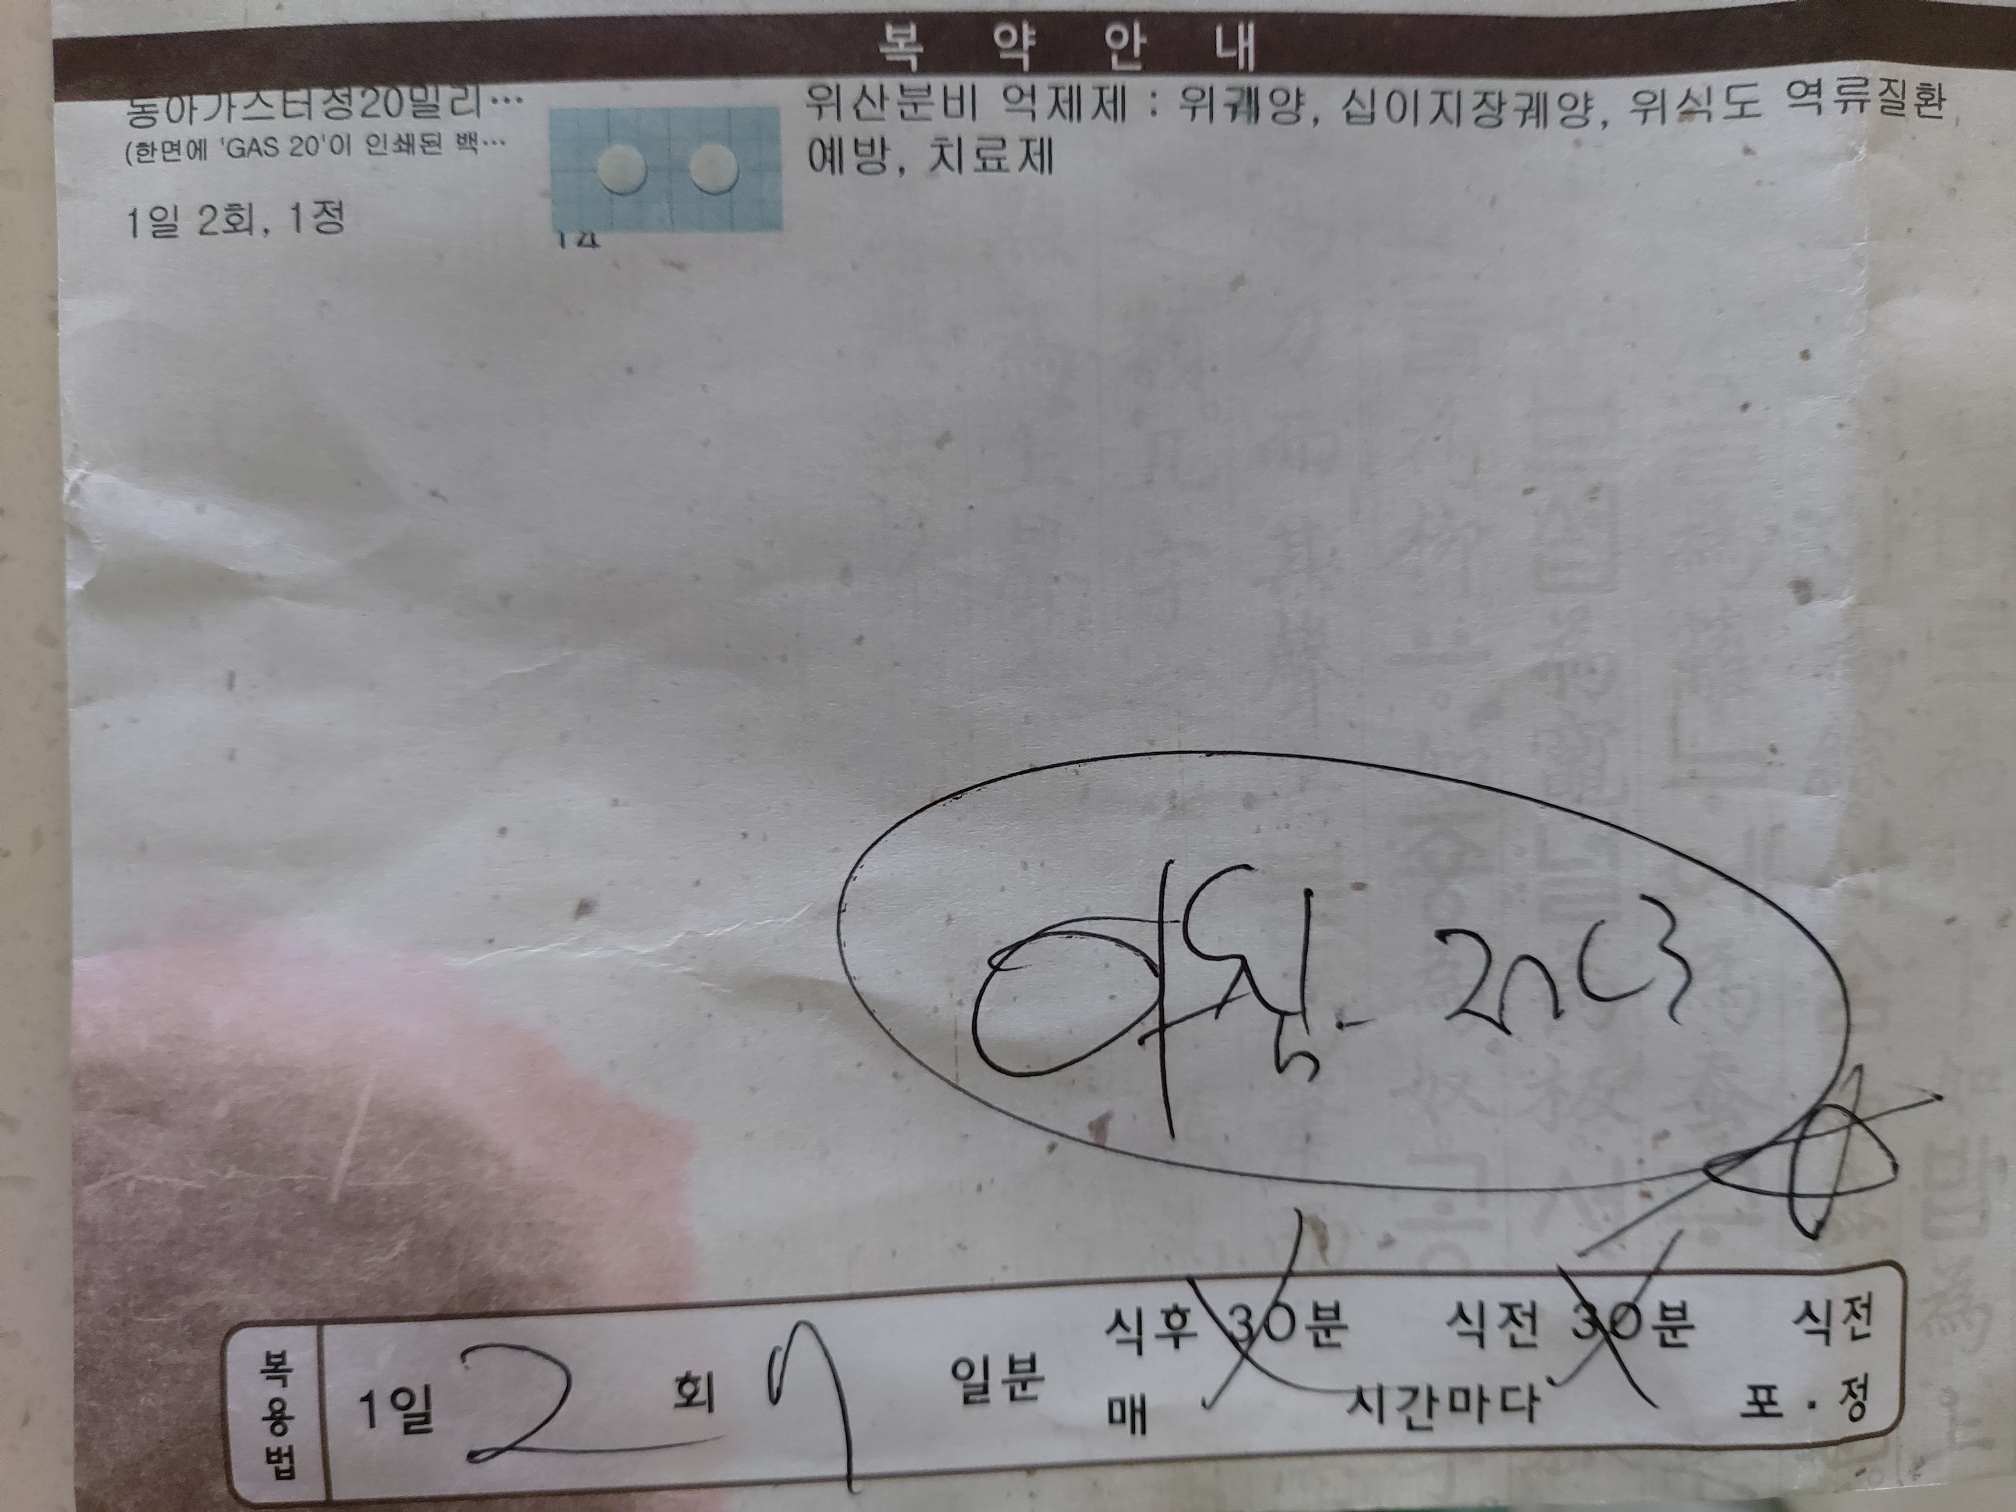 복 약 안 내
동아가스터정20밀리…
(한면에 'GAS 20'이 인쇄된 백…
1일 2회, 1정
14
위산분비 억제제 : 위궤양, 십이지장궤양, 위식도 역류질환
예방, 치료제
아침. 저녁
복용법
1일 2 회 7 일분
식후 30분 식전 30분 식전
매 시간마다 포 · 정